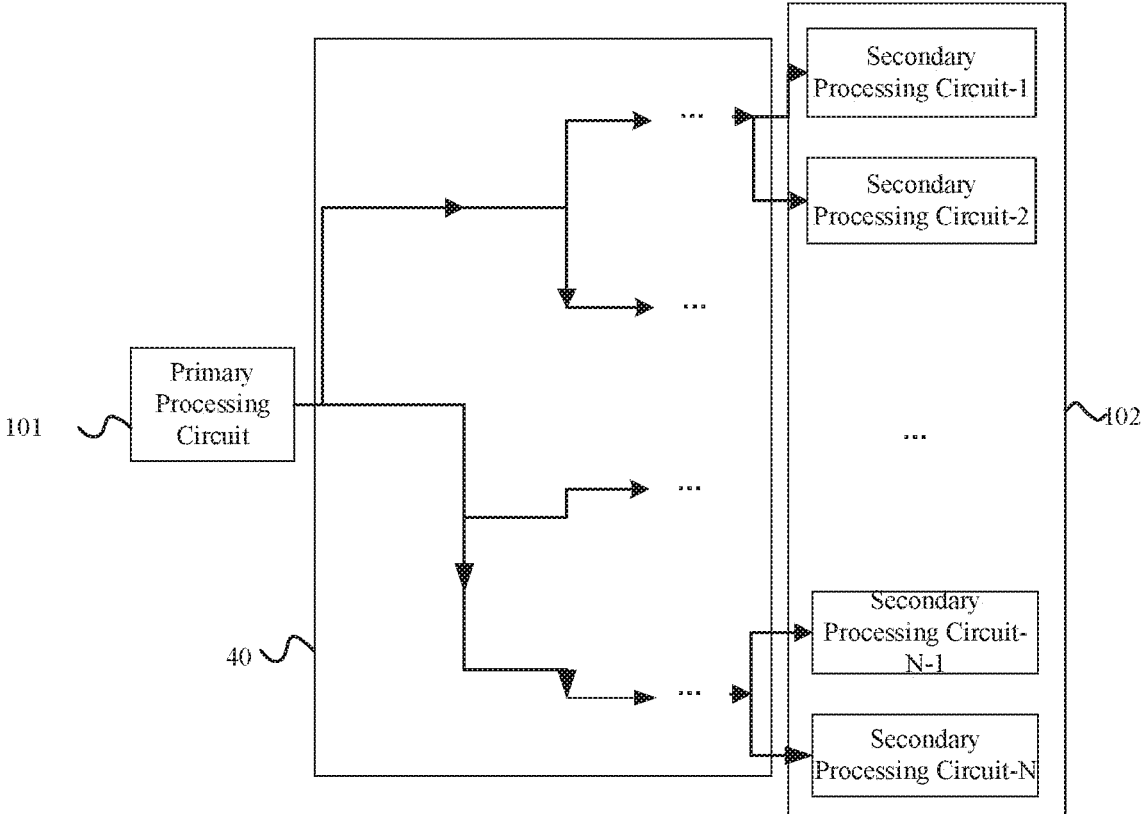 Secondary
Processing Circuit-1
...
Secondary
Processing Circuit-2
...
Primary
Processing
Circuit
101
102
...
...
Secondary
Processing Circuit-
N-1
40
...
Secondary
Processing Circuit-N